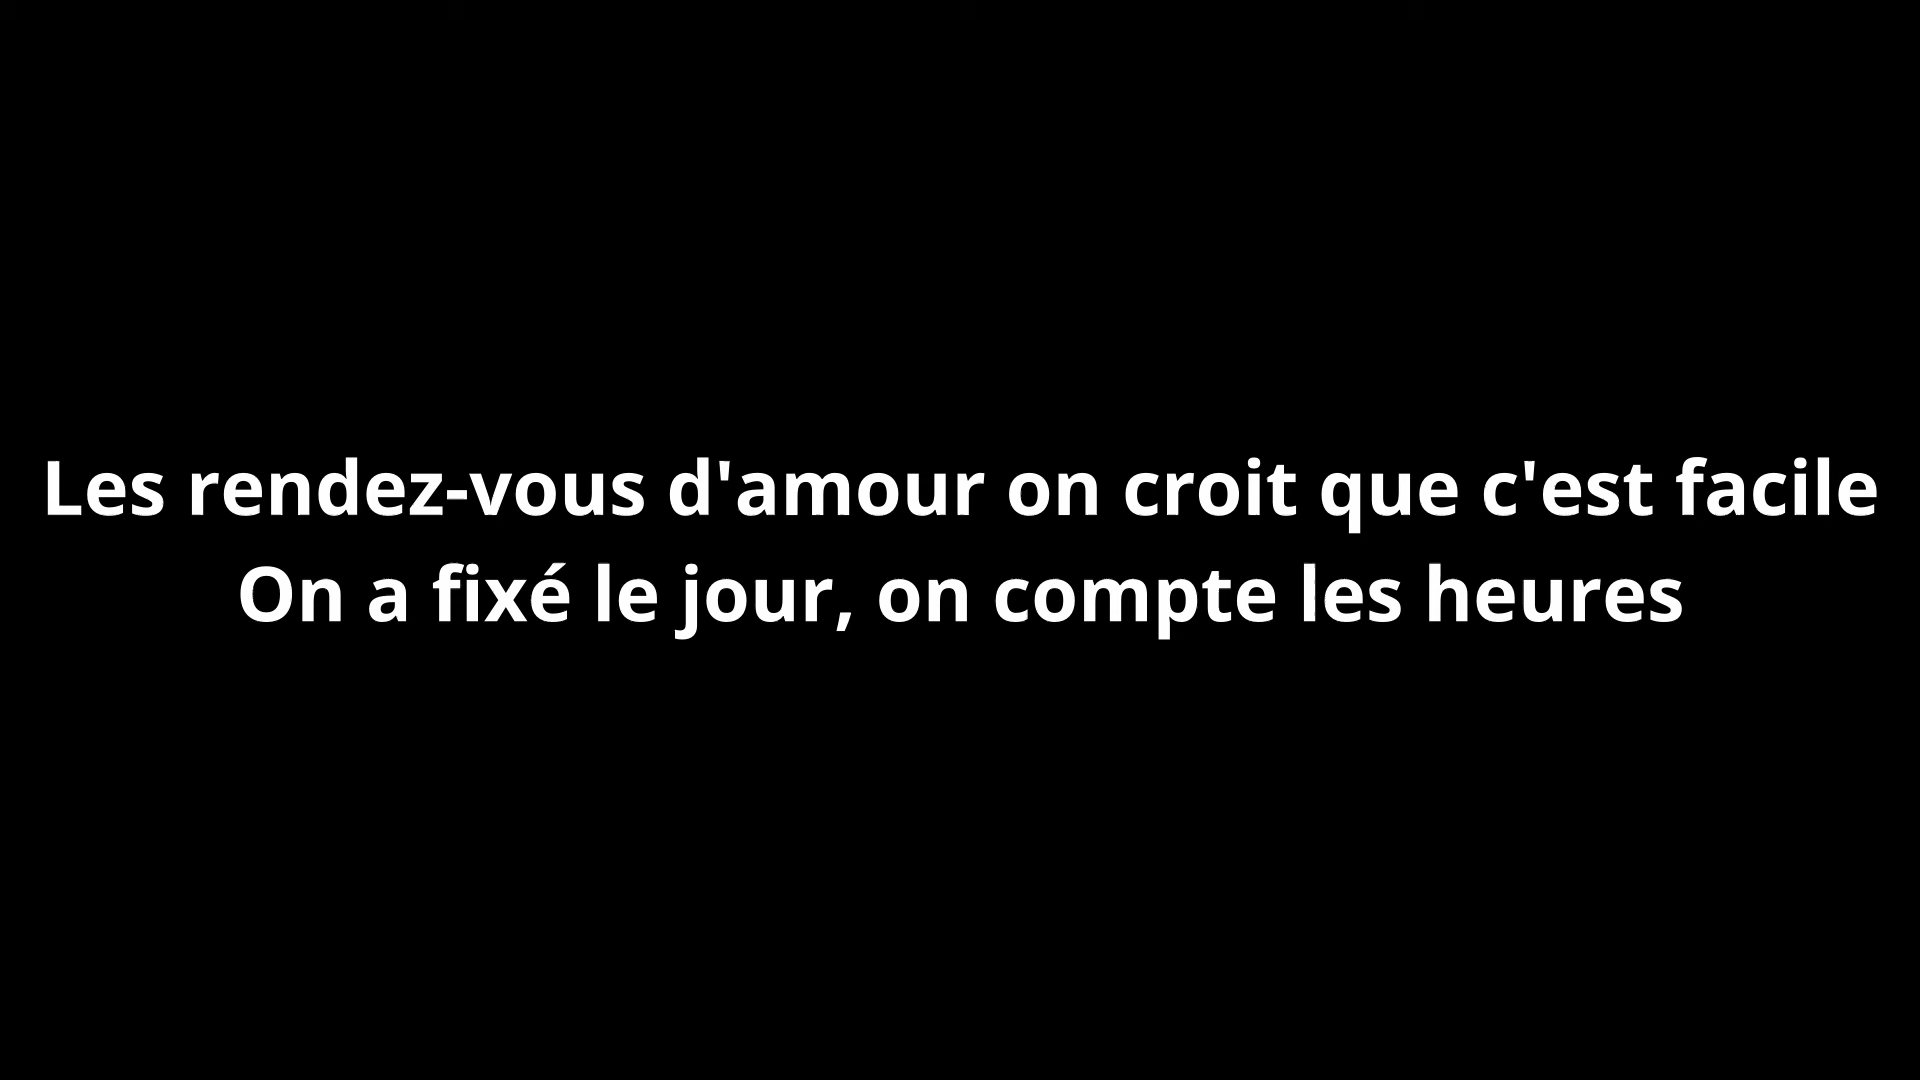 Les rendez-vous d'amour on croit que c'est facile
On a fixé le jour, on compte les heures